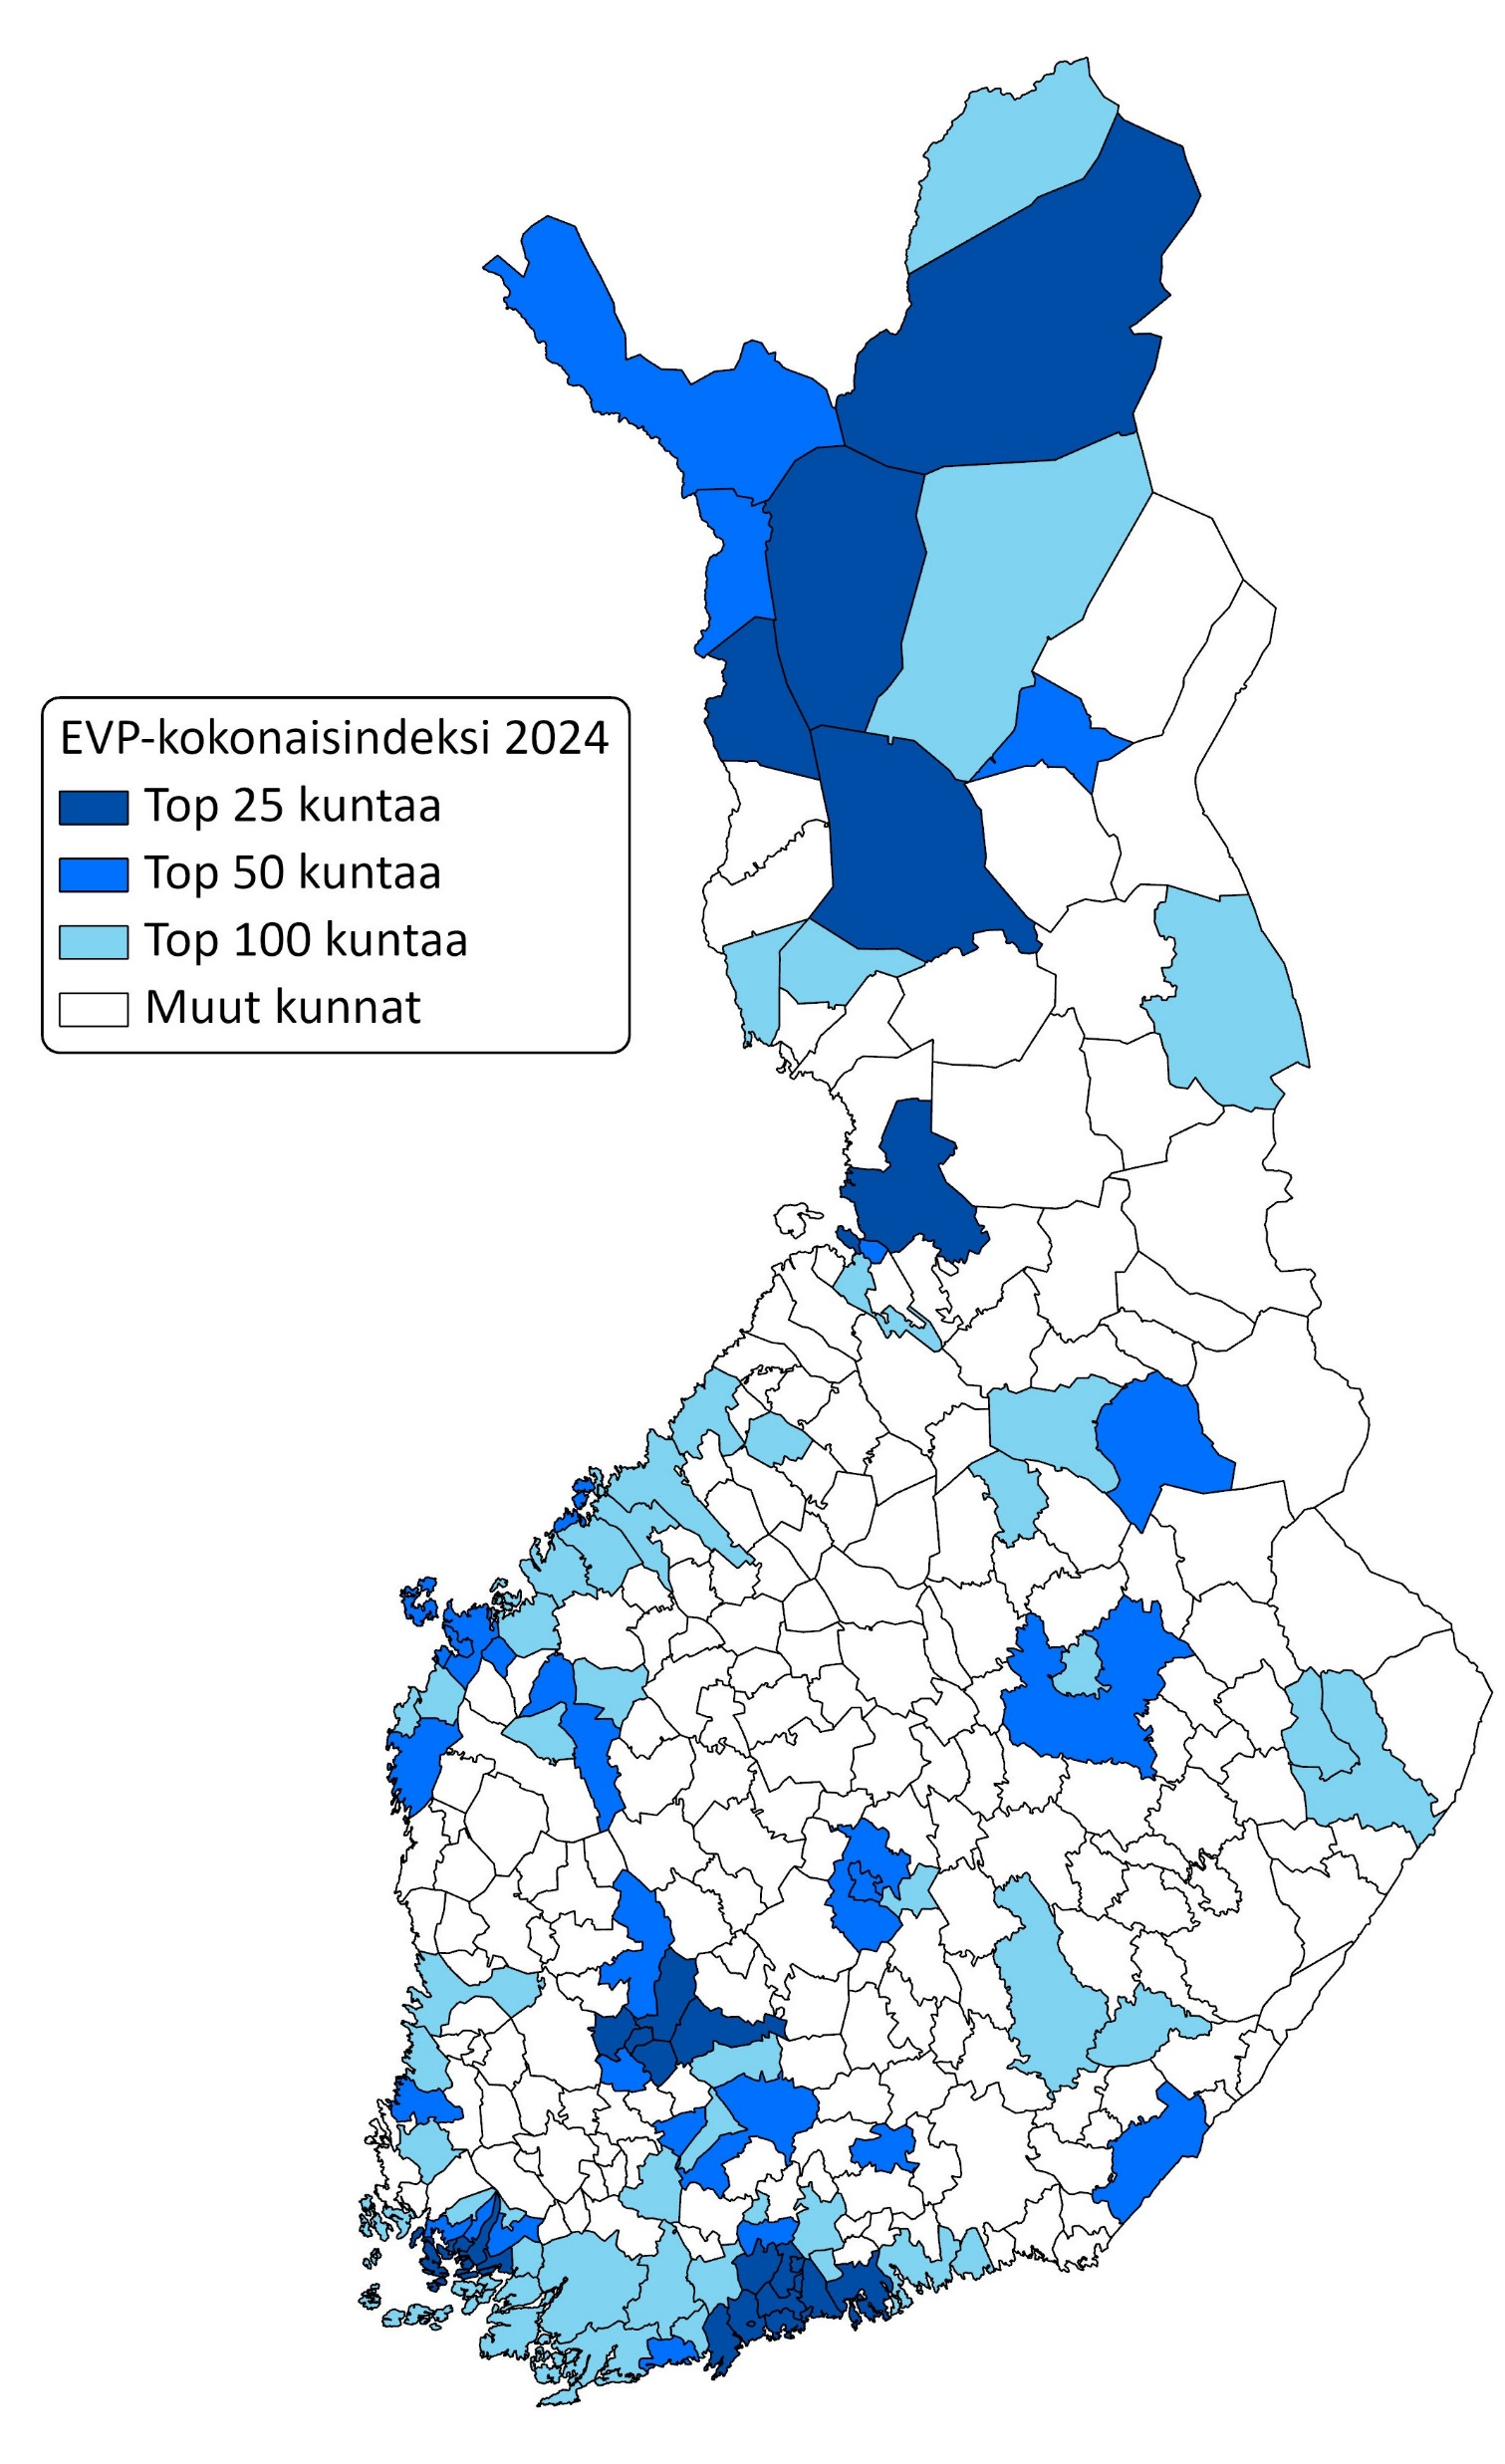 EVP-kokonaisindeksi 2024
Top 25 kuntaa
Top 50 kuntaa
Top 100 kuntaa
Muut kunnat